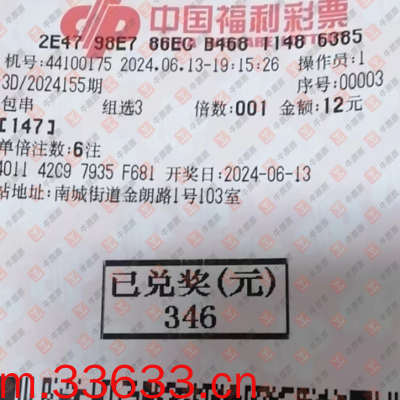 中国福利彩票
2E47 98E7 86EC B468 1148 6385
机号:44100175 2024.06.13-19:15:26 操作员:1
3D/2024155期 序号:00003
包串 组选3 倍数:001 金额:12元
[147]
单倍注数:6注
4011 42C9 7935 F681 开奖日:2024-06-13
站地址:南城街道金朗路1号103室
已兑奖(元)
346
m.33633.com